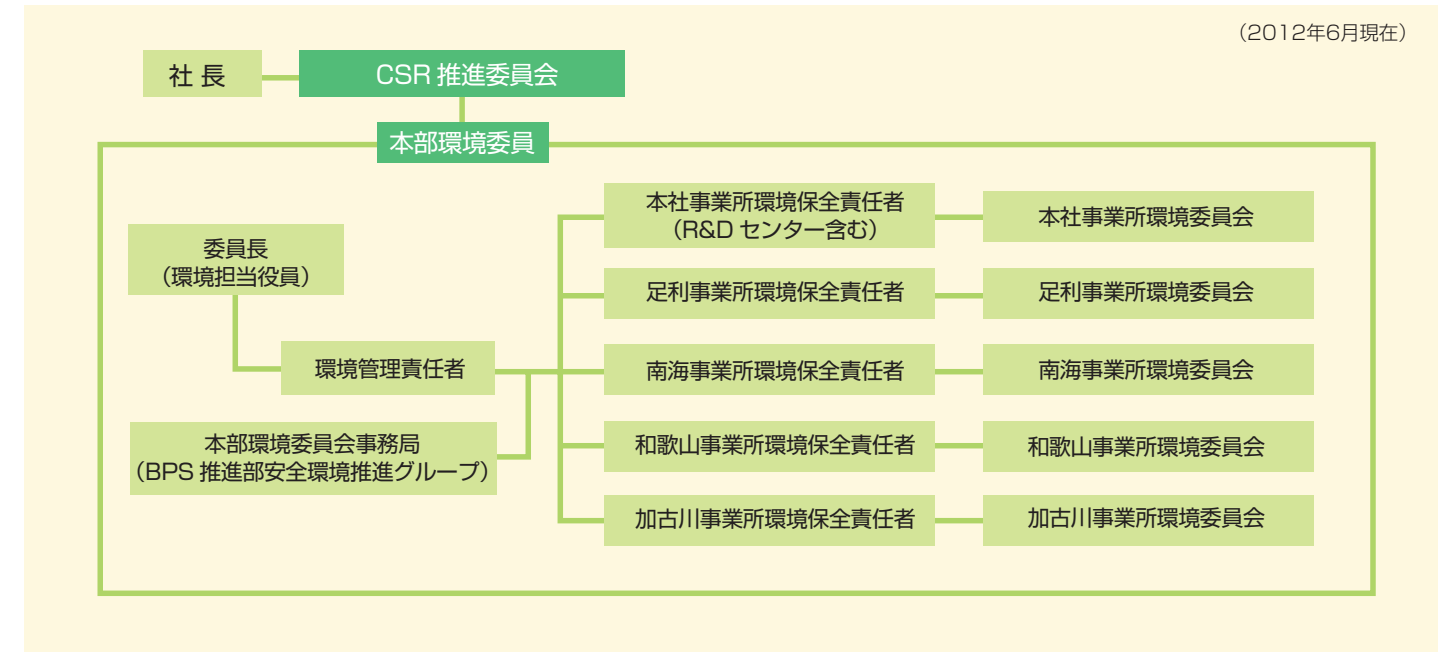 （2012年6月現在）
社 長
CSR 推進委員会
本部環境委員
委員長
（環境担当役員）
環境管理責任者
本部環境委員会事務局
（BPS 推進部安全環境推進グループ）
本社事業所環境保全責任者
（R&D センター含む）
本社事業所環境委員会
足利事業所環境保全責任者
足利事業所環境委員会
南海事業所環境保全責任者
南海事業所環境委員会
和歌山事業所環境保全責任者
和歌山事業所環境委員会
加古川事業所環境保全責任者
加古川事業所環境委員会